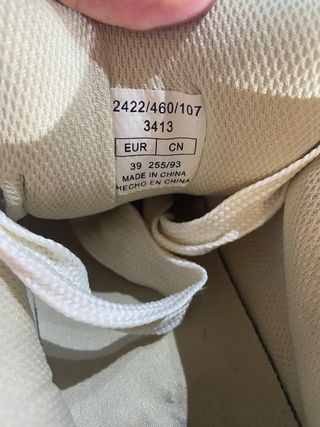 2422/460/107
3413
EUR CN
39 255/93
MADE IN CHINA
HECHO EN CHINA